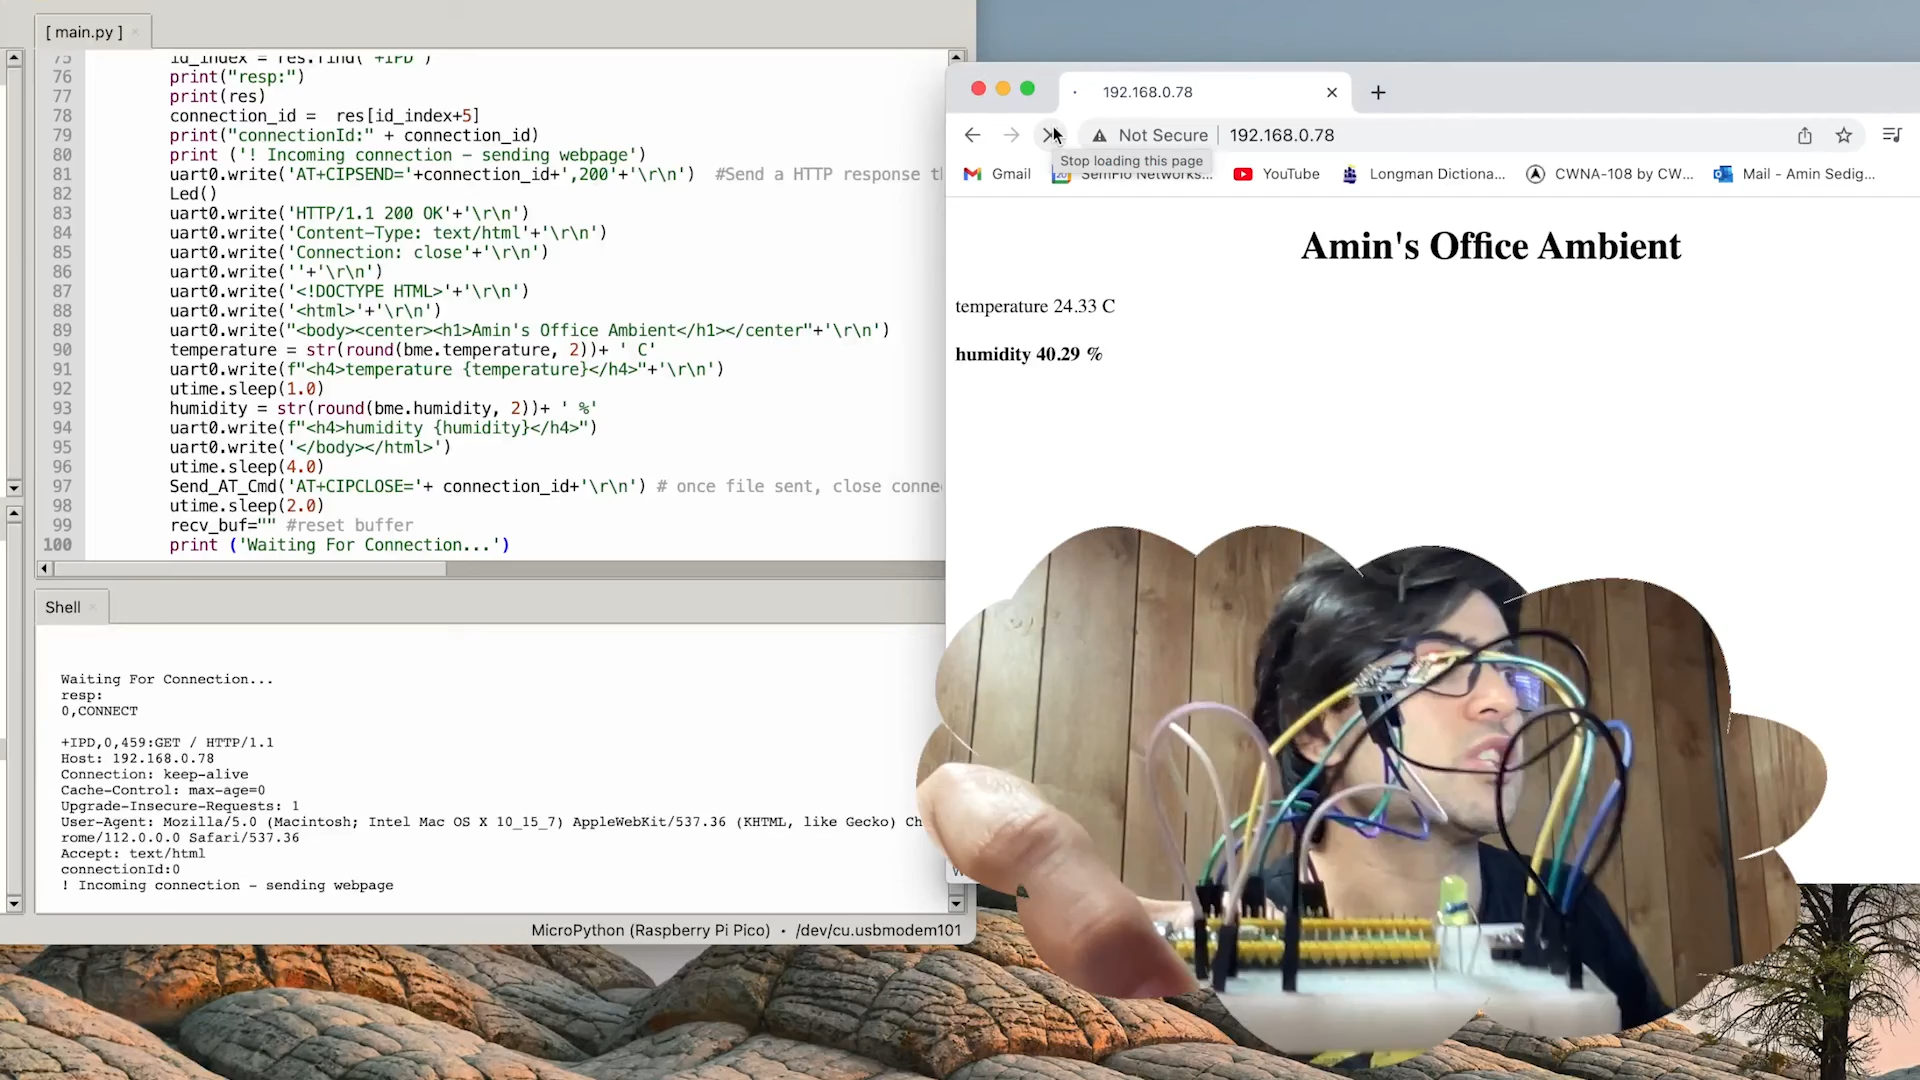 [ main.py ]
75 id_index = res.find( +IPD )
76 print("resp:")
77 print(res)
78 connection_id =  res[id_index+5]
79 print("connectionId:" + connection_id)
80 print ('! Incoming connection – sending webpage')
81 uart0.write('AT+CIPSEND='+connection_id+',200'+'\r\n')  #Send a HTTP response
82 Led()
83 uart0.write('HTTP/1.1 200 OK'+'\r\n')
84 uart0.write('Content-Type: text/html'+'\r\n')
85 uart0.write('Connection: close'+'\r\n')
86 uart0.write(''+'\r\n')
87 uart0.write('<!DOCTYPE HTML>'+'\r\n')
88 uart0.write('<html>'+'\r\n')
89 uart0.write("<body><center><h1>Amin's Office Ambient</h1></center"+'\r\n')
90 temperature = str(round(bme.temperature, 2))+ ' C'
91 uart0.write(f"<h4>temperature {temperature}</h4>"+'\r\n')
92 utime.sleep(1.0)
93 humidity = str(round(bme.humidity, 2))+ ' %'
94 uart0.write(f"<h4>humidity {humidity}</h4>")
95 uart0.write('</body></html>')
96 utime.sleep(4.0)
97 Send_AT_Cmd('AT+CIPCLOSE='+ connection_id+'\r\n') # once file sent, close conne
98 utime.sleep(2.0)
99 recv_buf="" #reset buffer
100 print ('Waiting For Connection...')
Shell
Waiting For Connection...
resp:
0,CONNECT
+IPD,0,459:GET / HTTP/1.1
Host: 192.168.0.78
Connection: keep-alive
Cache-Control: max-age=0
Upgrade-Insecure-Requests: 1
User-Agent: Mozilla/5.0 (Macintosh; Intel Mac OS X 10_15_7) AppleWebKit/537.36 (KHTML, like Gecko) Ch
rome/112.0.0.0 Safari/537.36
Accept: text/html
connectionId:0
! Incoming connection – sending webpage
MicroPython (Raspberry Pi Pico) • /dev/cu.usbmodem101
192.168.0.78
Not Secure 192.168.0.78
Stop loading this page
Gmail SemFio Networks... YouTube Longman Dictiona... CWNA-108 by CW... Mail - Amin Sedig...
Amin's Office Ambient
temperature 24.33 C
humidity 40.29 %